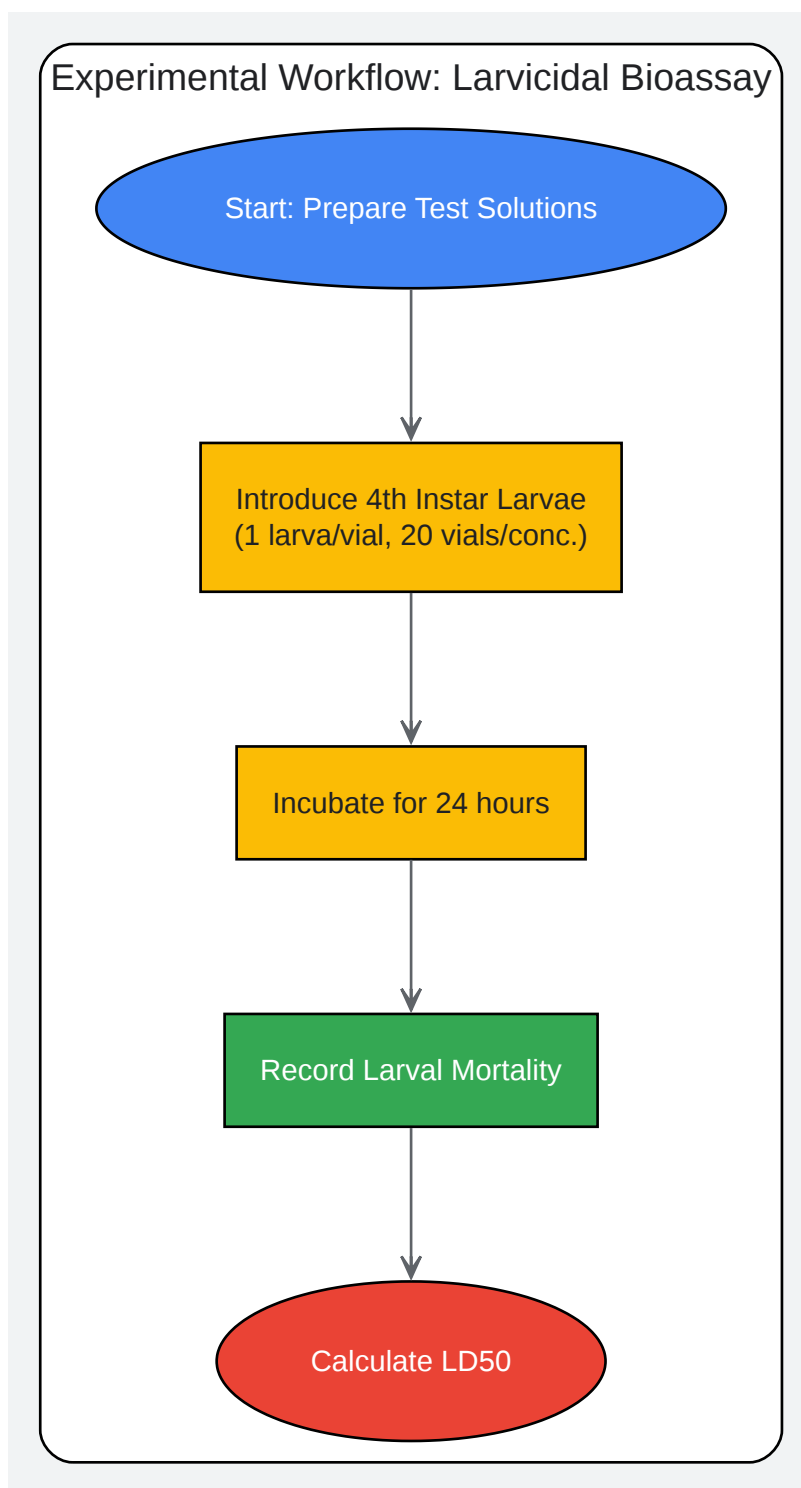 Experimental Workflow: Larvicidal Bioassay
Start: Prepare Test Solutions
Introduce 4th Instar Larvae
(1 larva/vial, 20 vials/conc.)
Incubate for 24 hours
Record Larval Mortality
Calculate LD50